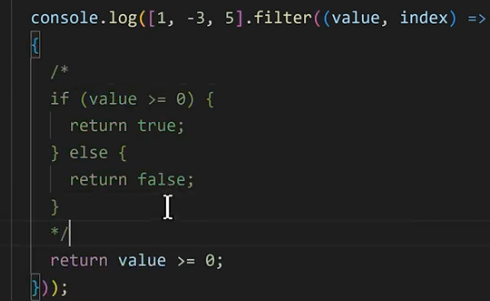 console.log([1, -3, 5].filter((value, index) =>
{
/*
if (value >= 0) {
return true;
} else {
return false;
}
*/
return value >= 0;
}));